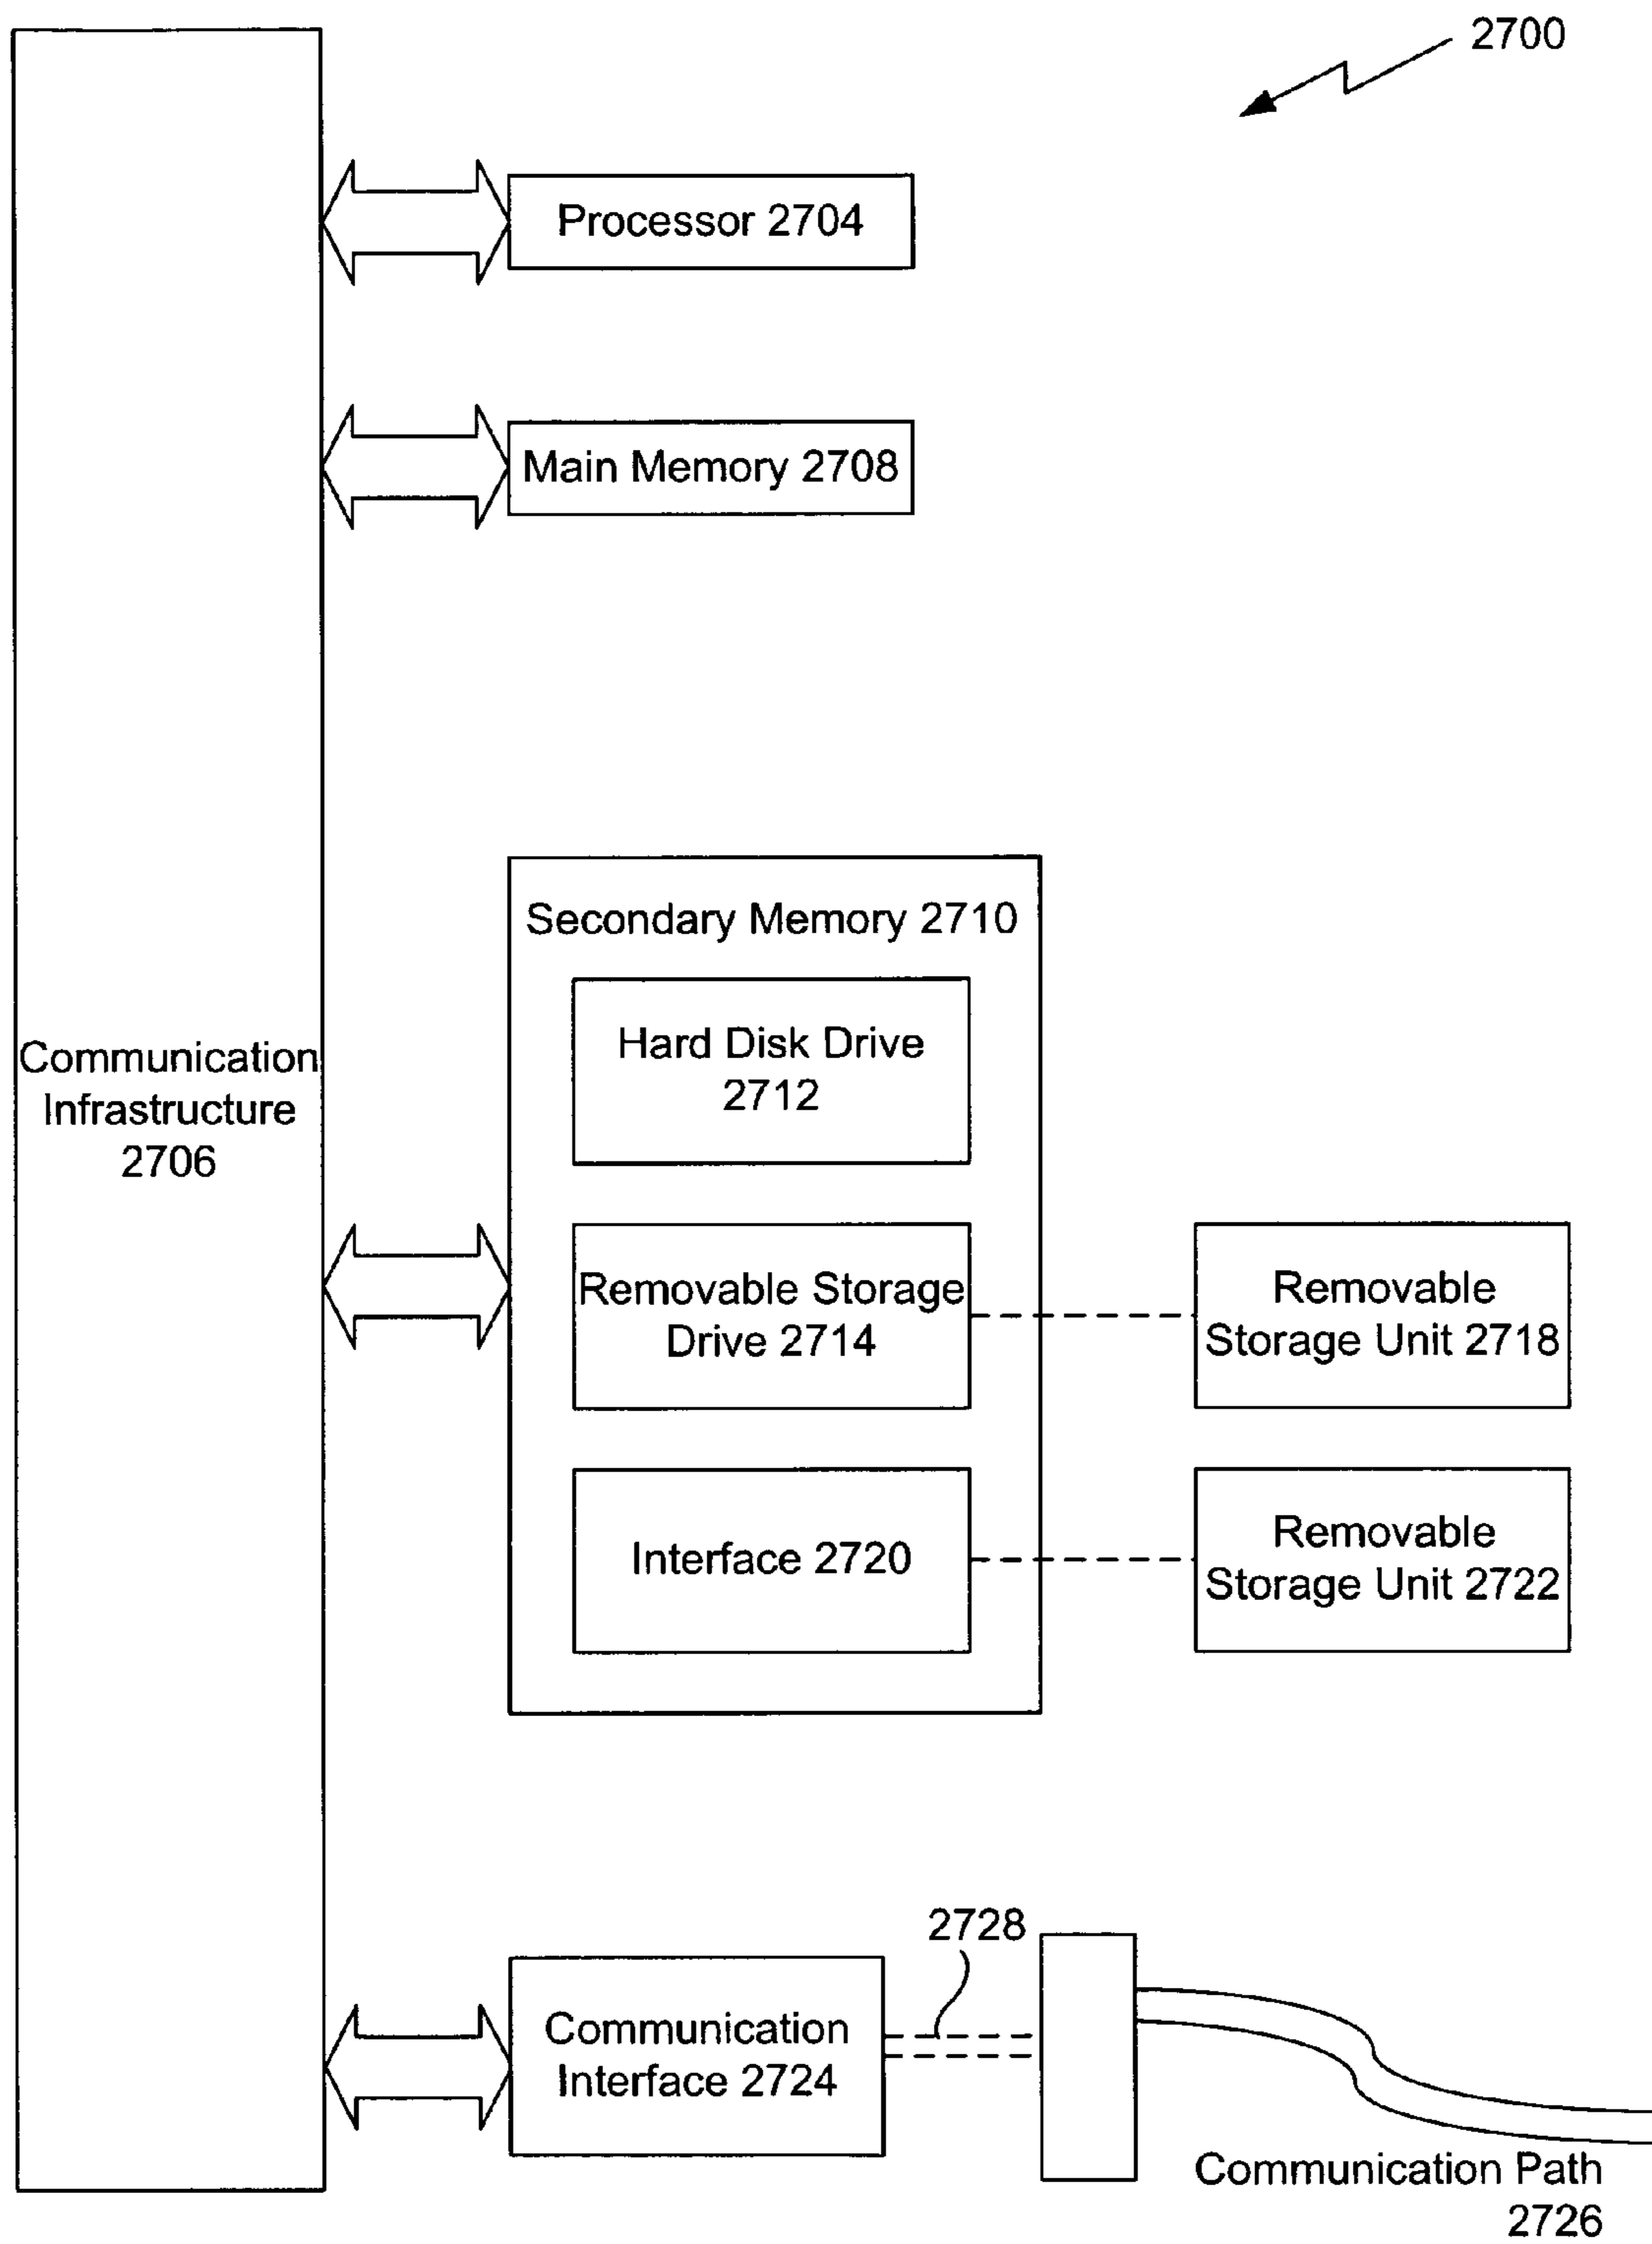 2700
Processor 2704
Main Memory 2708
Communication
Infrastructure
2706
Secondary Memory 2710
Hard Disk Drive
2712
Removable Storage
Drive 2714
Removable
Storage Unit 2718
Interface 2720
Removable
Storage Unit 2722
2728
Communication
Interface 2724
Communication Path
2726